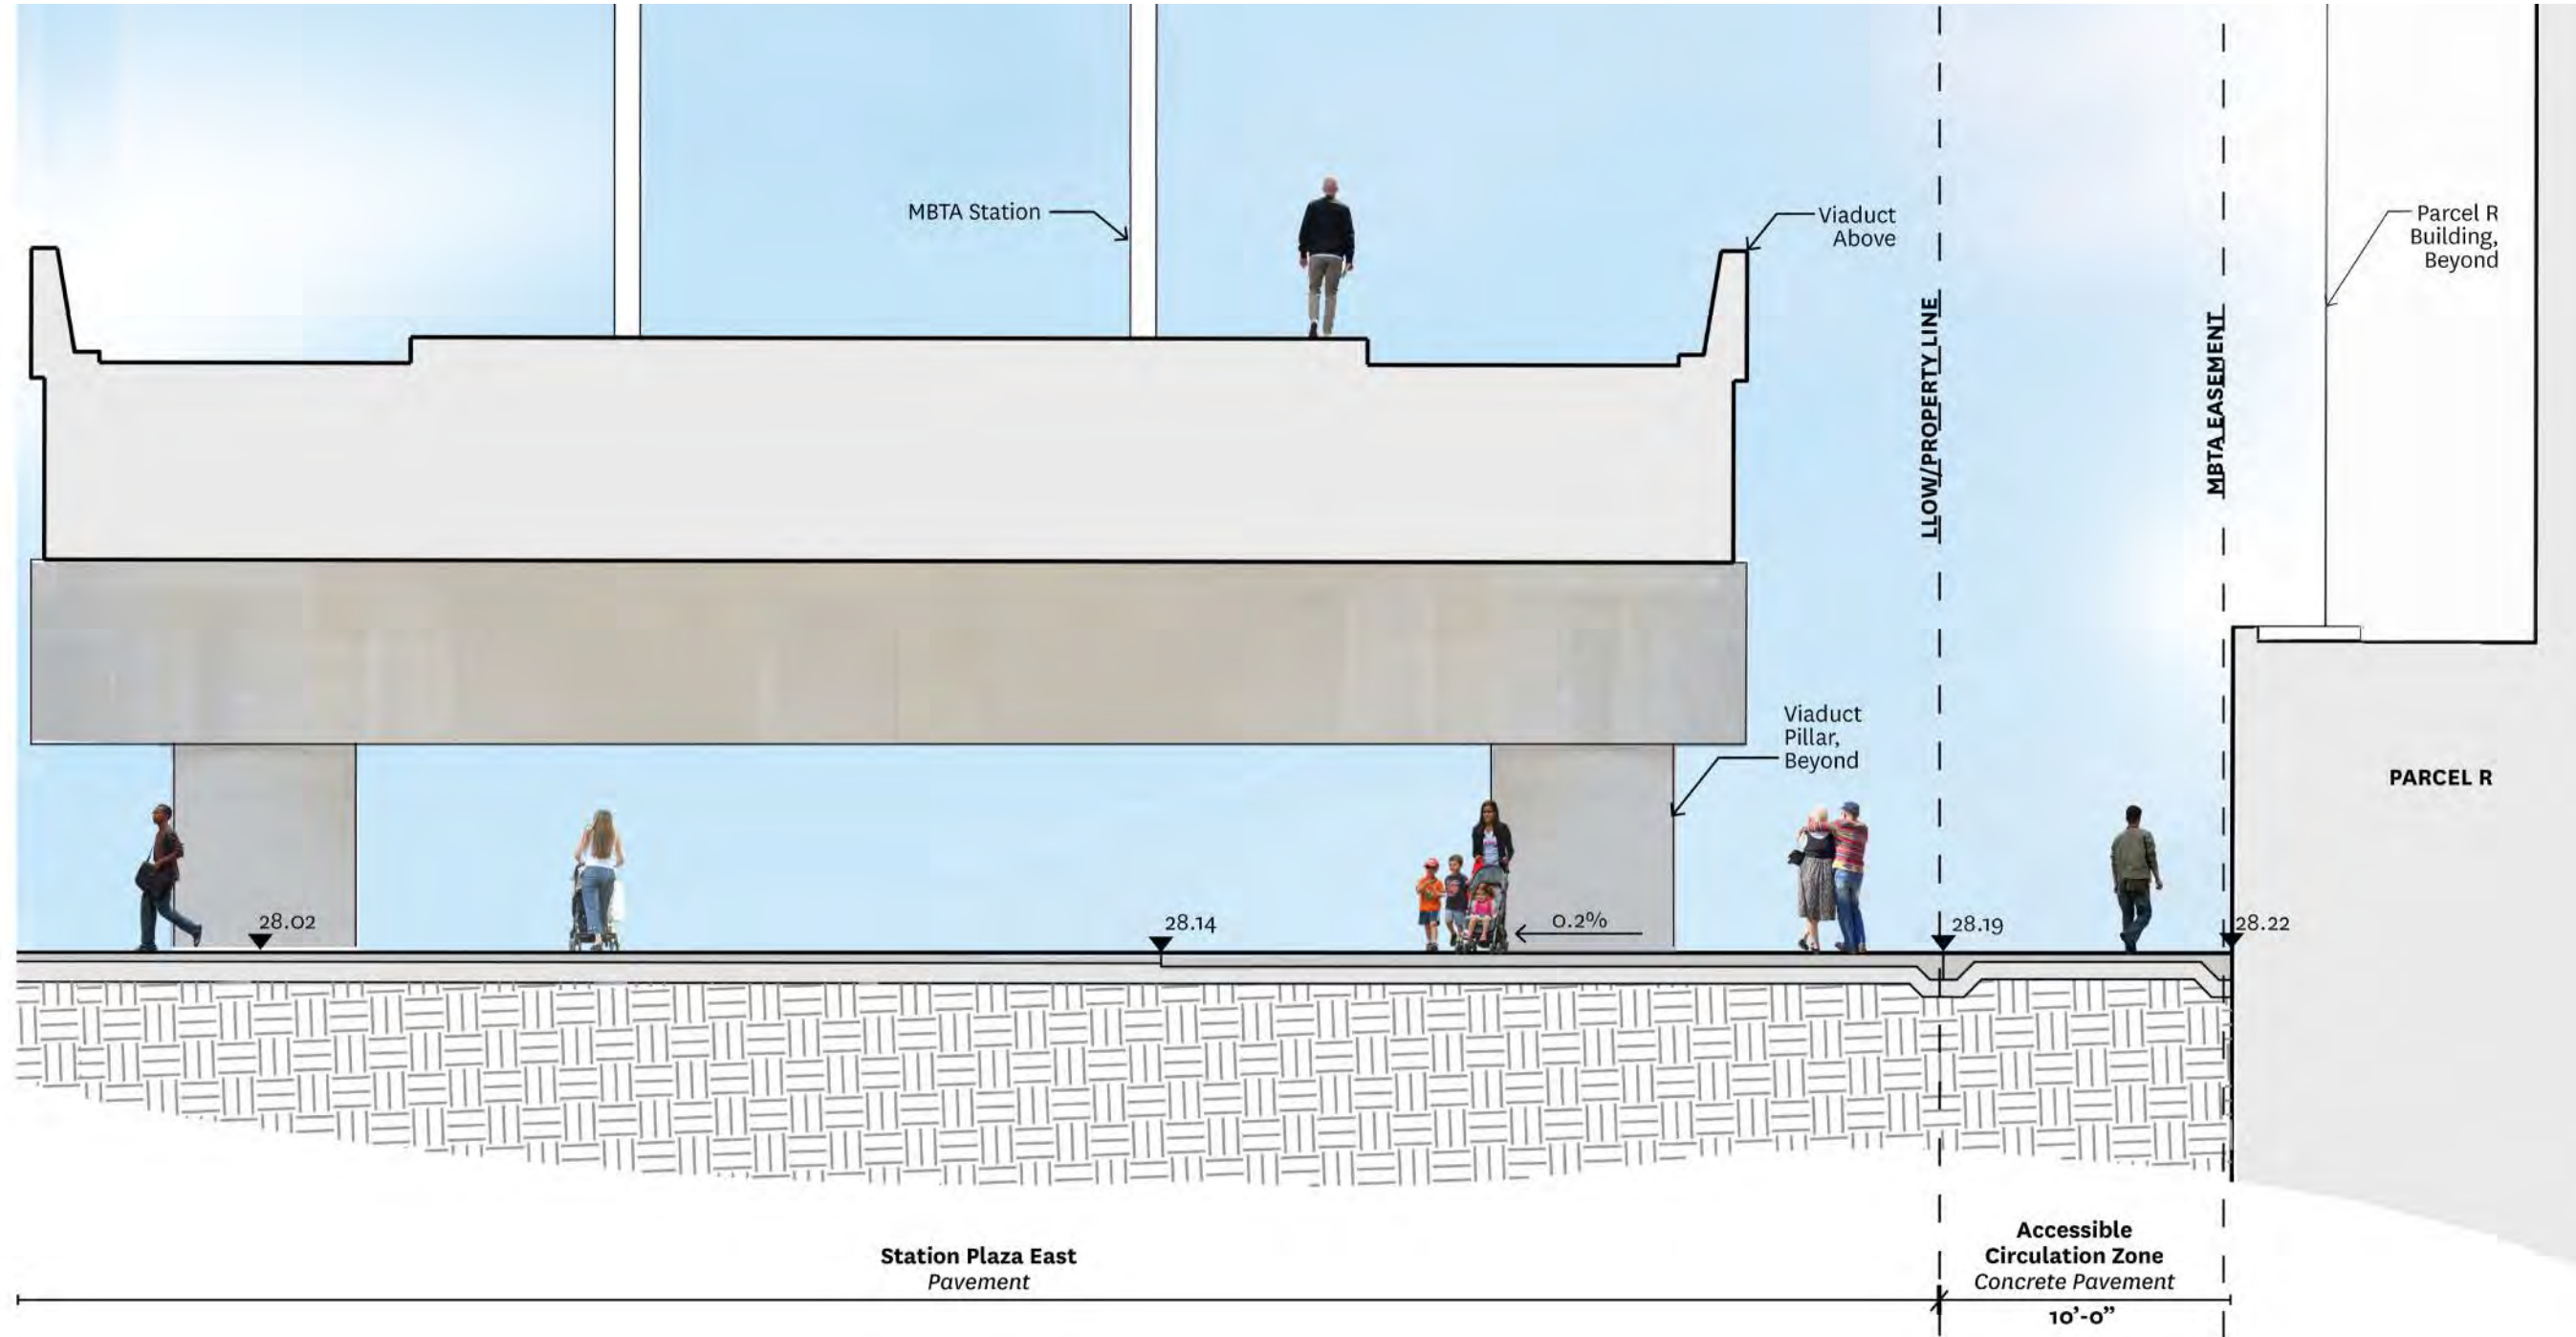 MBTA Station
Viaduct
Above
Parcel R
Building,
Beyond
LLOW/PROPERTY LINE
MBTA EASEMENT
Viaduct
Pillar,
Beyond
PARCEL R
28.02
28.14
0.2%
28.19
28.22
Station Plaza East
Pavement
Accessible
Circulation Zone
Concrete Pavement
10'-0"